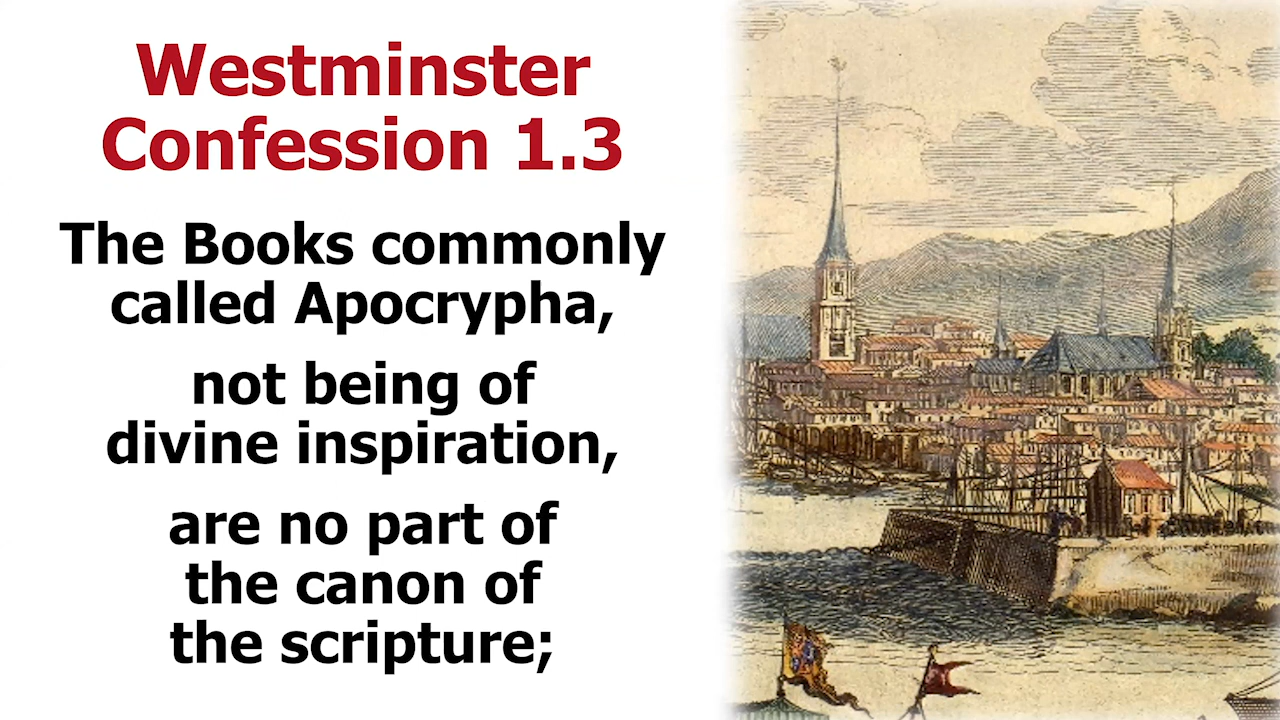 Westminster
Confession 1.3
The Books commonly
called Apocrypha,
not being of
divine inspiration,
are no part of
the canon of
the scripture;